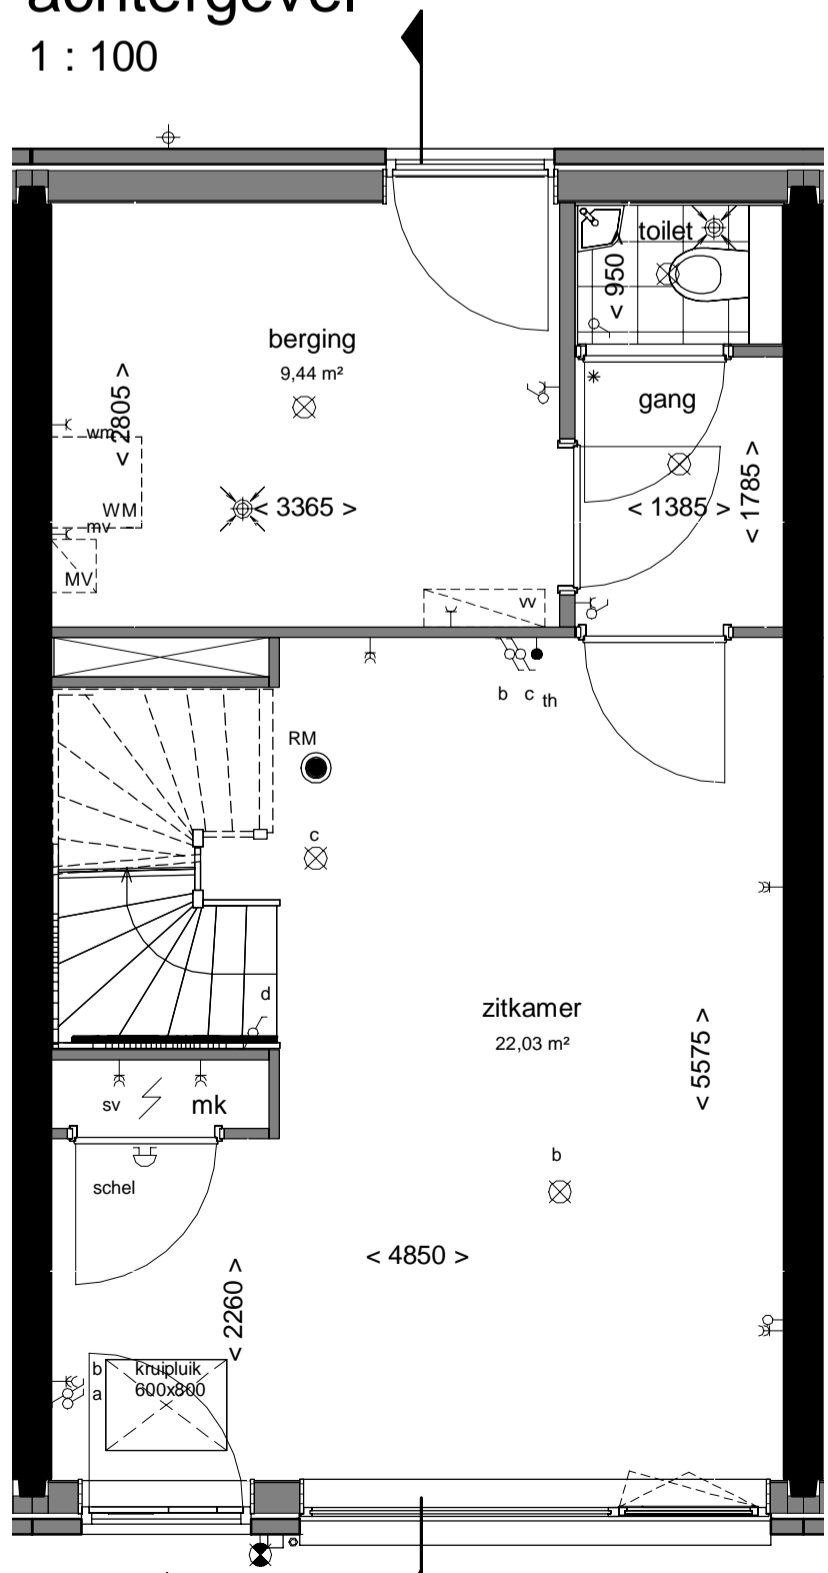 achtergevel
1 : 100
toilet
< 950 >
berging
9,44 m²
< 2805 >
gang
wm
WM
mv
MV
< 3365 >
< 1385 >
< 1785 >
vv
b c th
RM
c
d
zitkamer
22,03 m²
< 5575 >
sv
mk
schel
b
< 4850 >
< 2260 >
b
a
kruipluik
600x800